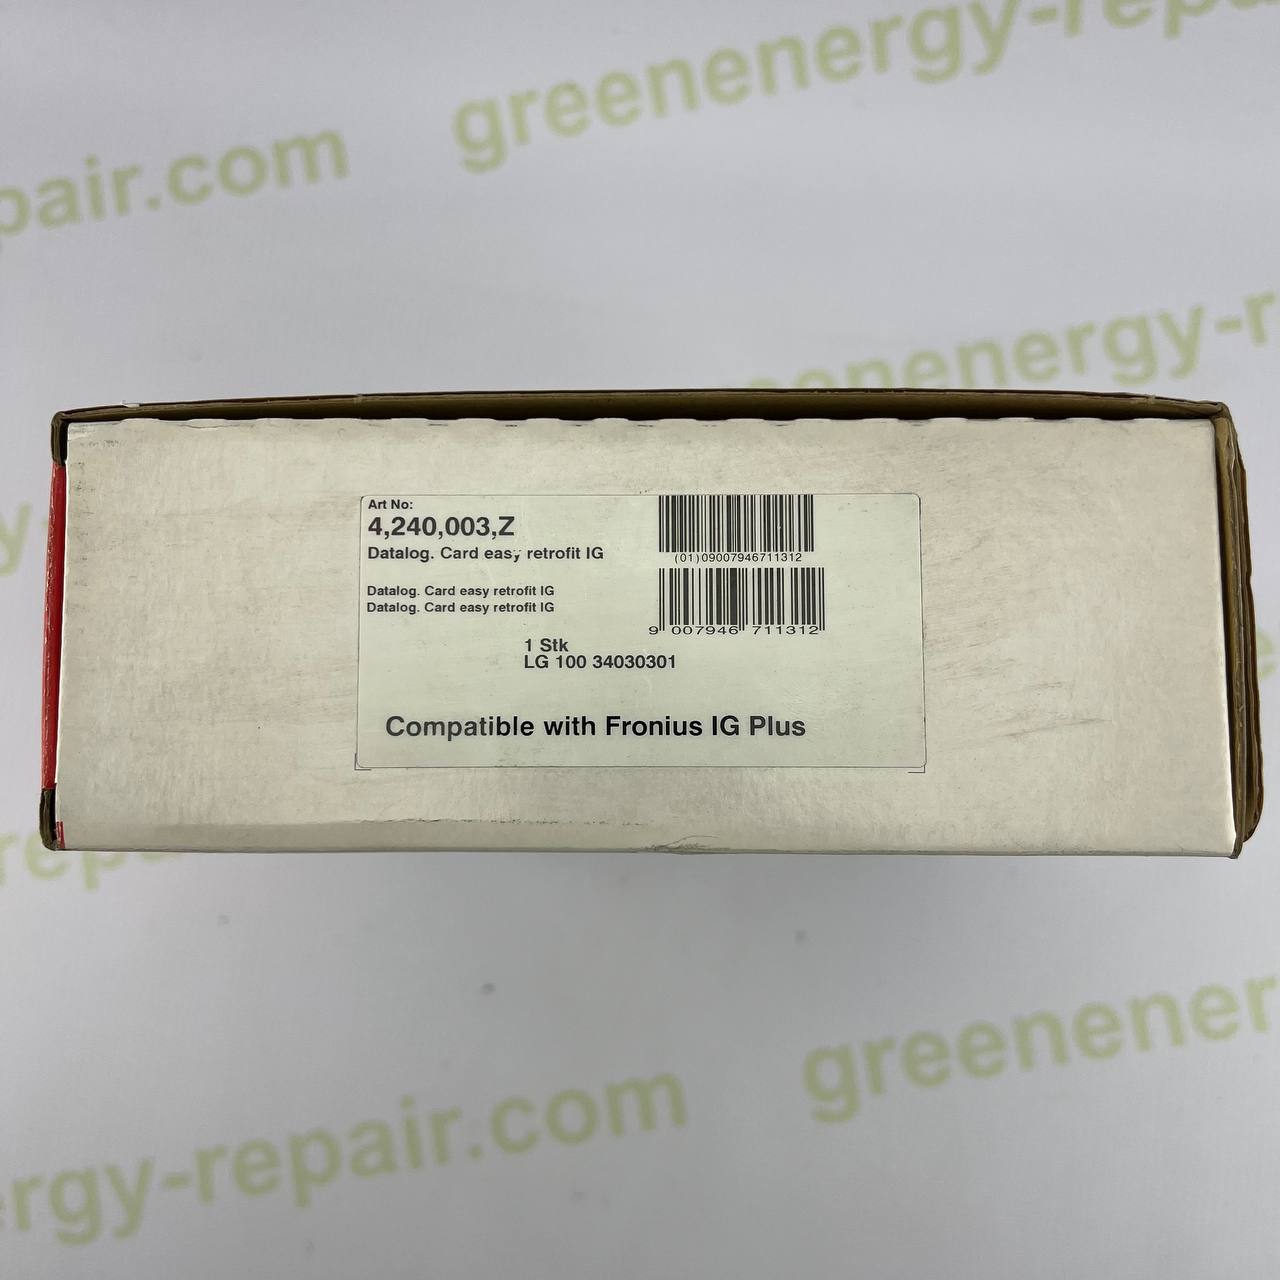 greenenergy-repair
pair.com
greenenergy-r
Art No:
4,240,003,Z
Datalog. Card easy retrofit IG
(01)09007946711312
Datalog. Card easy retrofit IG
Datalog. Card easy retrofit IG
9 007946 711312
1 Stk
LG 100 34030301
Compatible with Fronius IG Plus
greenener
ergy-repair.com